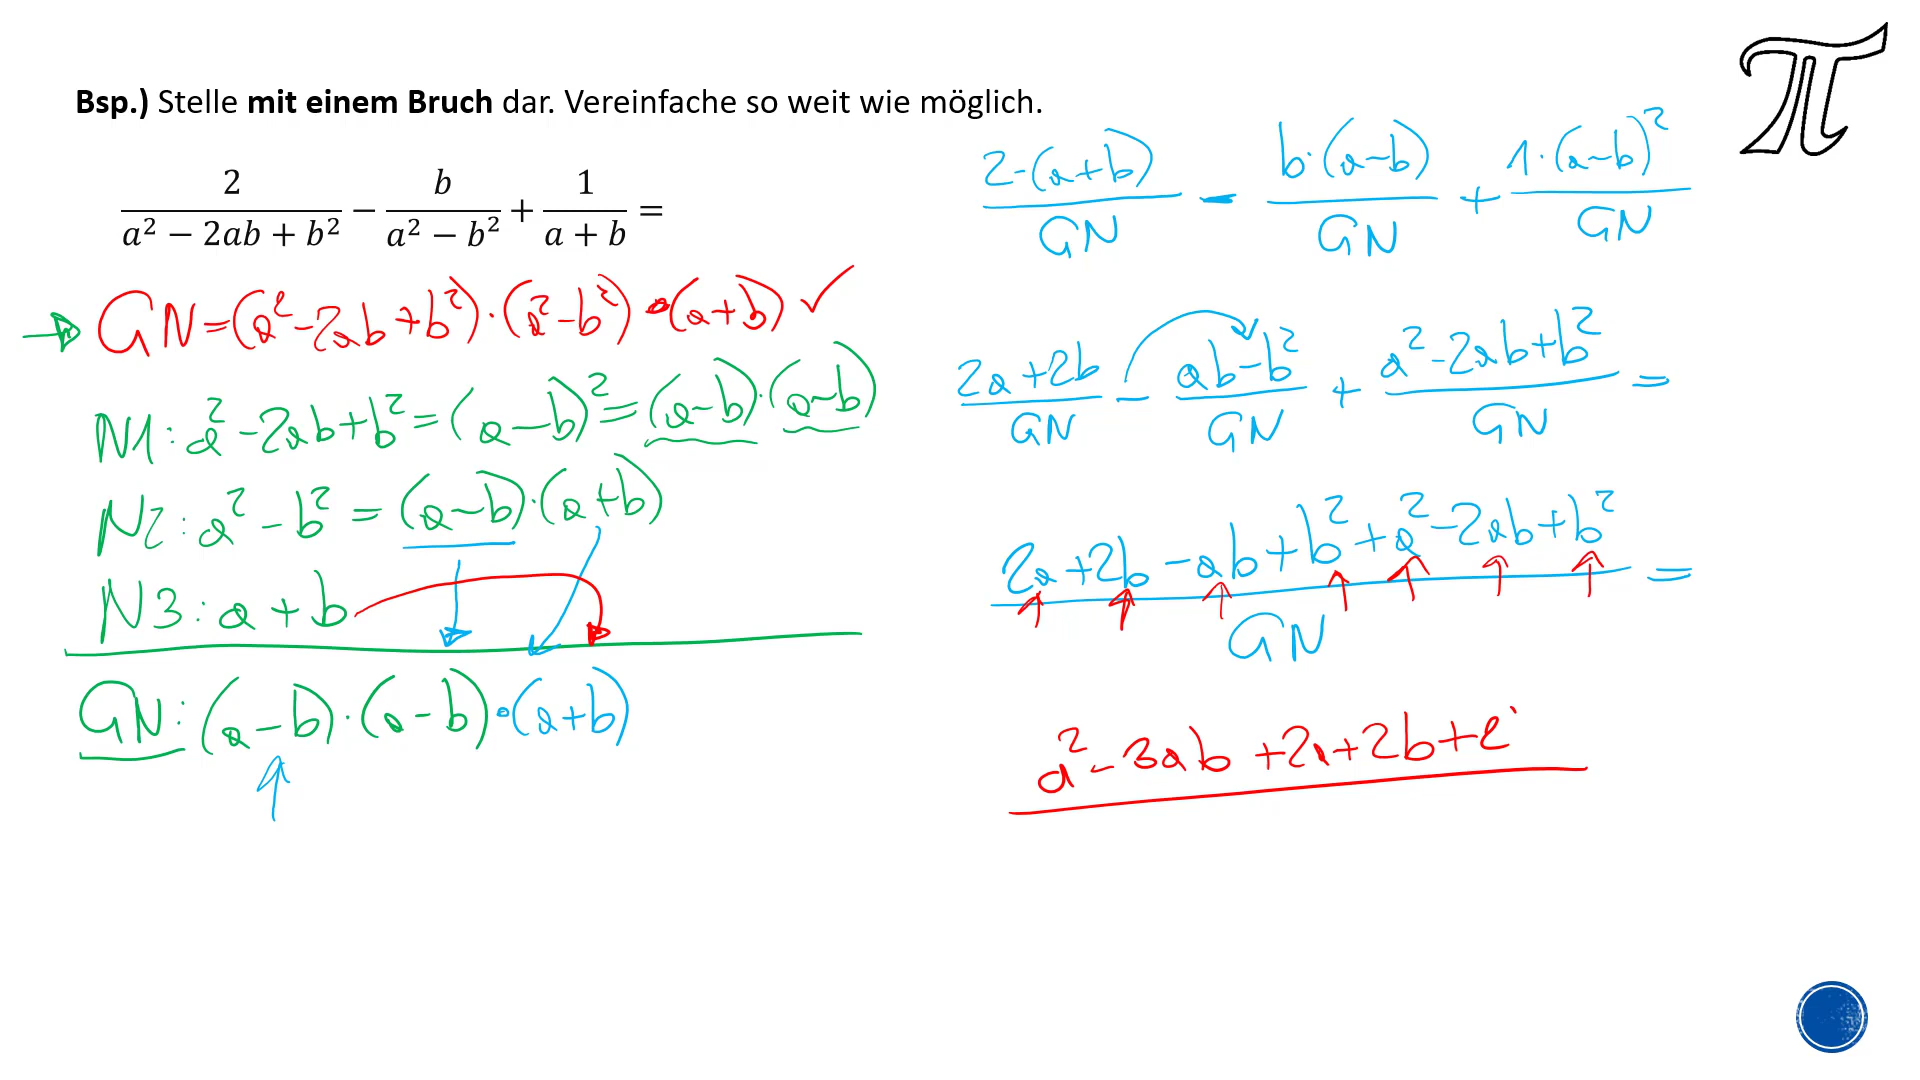 Bsp.) Stelle mit einem Bruch dar. Vereinfache so weit wie möglich.
2/(a² − 2ab + b²) − b/(a² − b²) + 1/(a + b) =
GN=(a²-2ab+b²)·(a²-b²)·(a+b) ✓
N1: a²-2ab+b²=(a-b)²=(a-b)·(a-b)
N2: a²-b² = (a-b)·(a+b)
N3: a+b
GN: (a-b)·(a-b)·(a+b)
2·(a+b)/GN - b·(a-b)/GN + 1·(a-b)²/GN
2a+2b/GN - ab-b²/GN + a²-2ab+b²/GN =
2a+2b-ab+b²+a²-2ab+b²/GN =
a²-3ab+2a+2b+
π